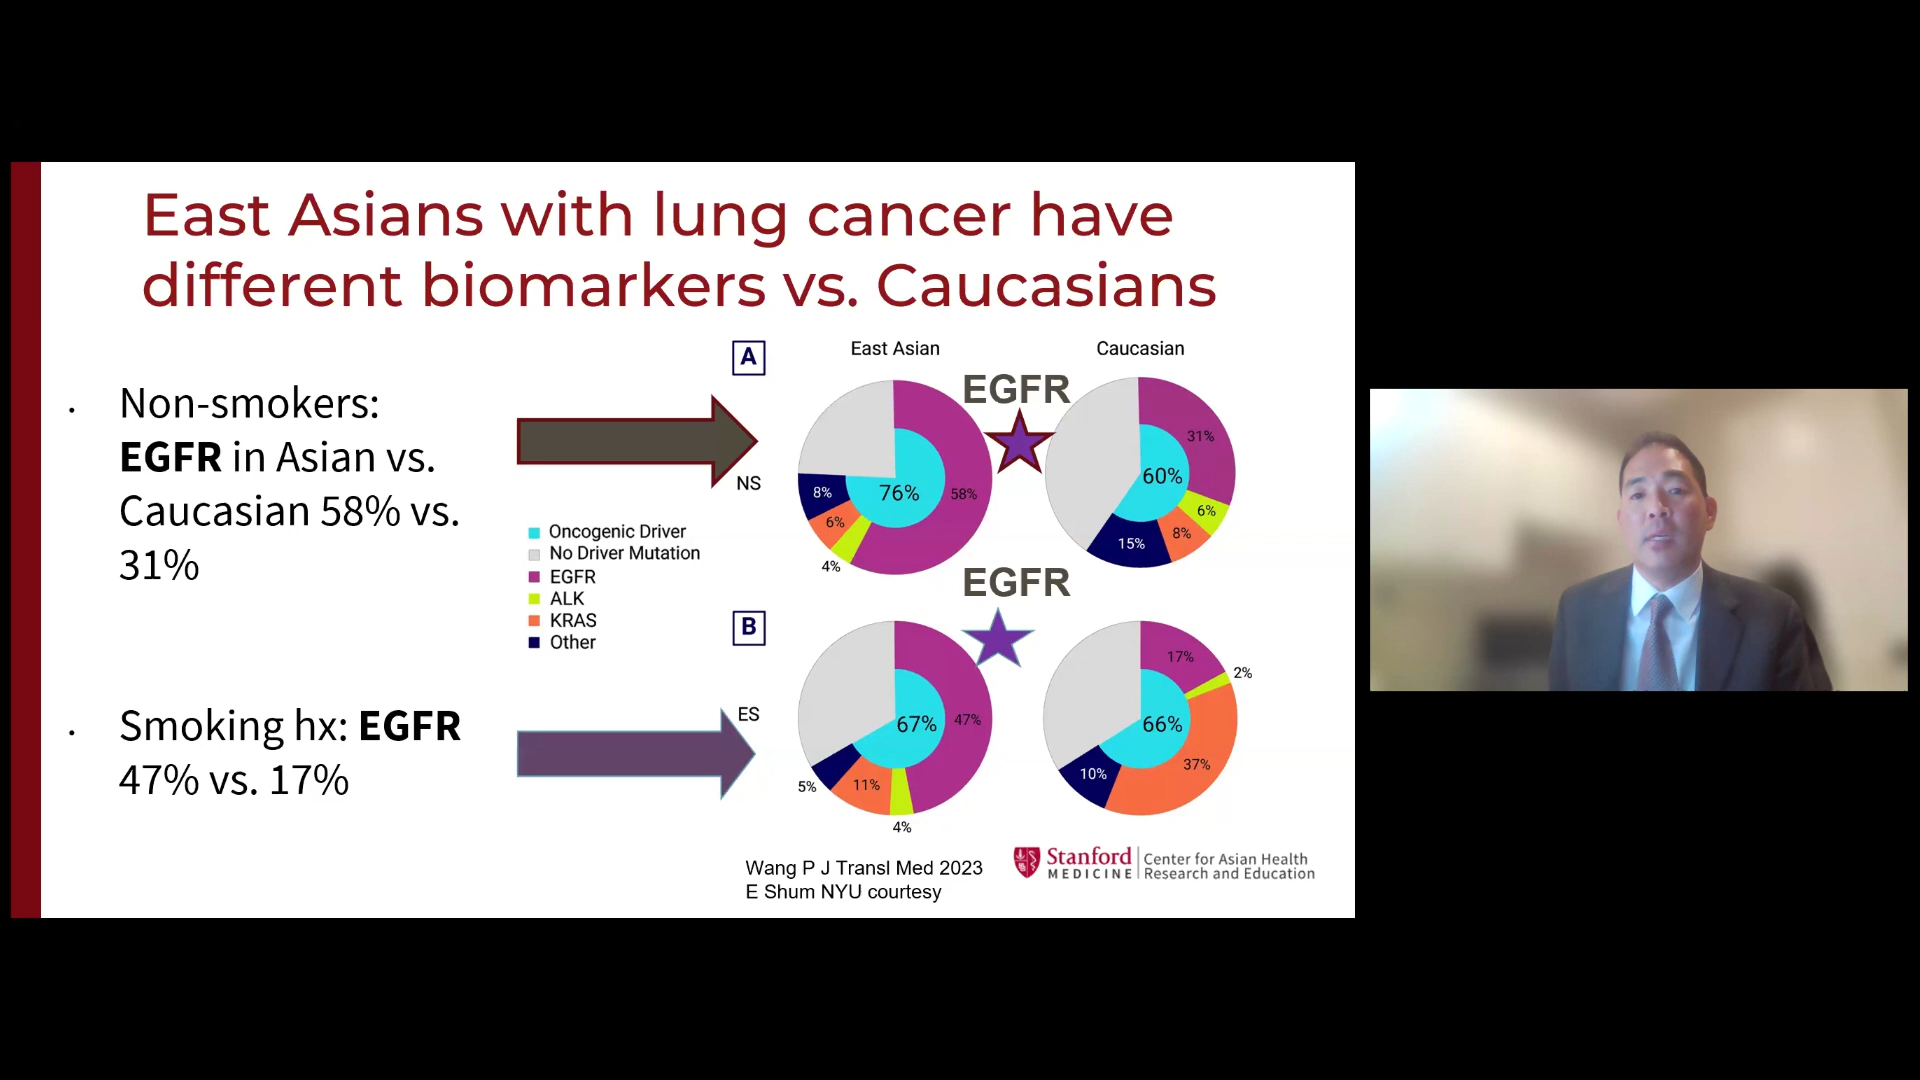 East Asians with lung cancer have
different biomarkers vs. Caucasians
• Non-smokers:
EGFR in Asian vs.
Caucasian 58% vs.
31%
• Smoking hx: EGFR
47% vs. 17%
A
East Asian
Caucasian
EGFR
NS
76%
58%
4%
6%
8%
60%
31%
6%
8%
15%
Oncogenic Driver
No Driver Mutation
EGFR
ALK
KRAS
Other
EGFR
B
ES
67%
47%
4%
11%
5%
66%
17%
2%
37%
10%
Wang P J Transl Med 2023
E Shum NYU courtesy
Stanford
MEDICINE
Center for Asian Health
Research and Education